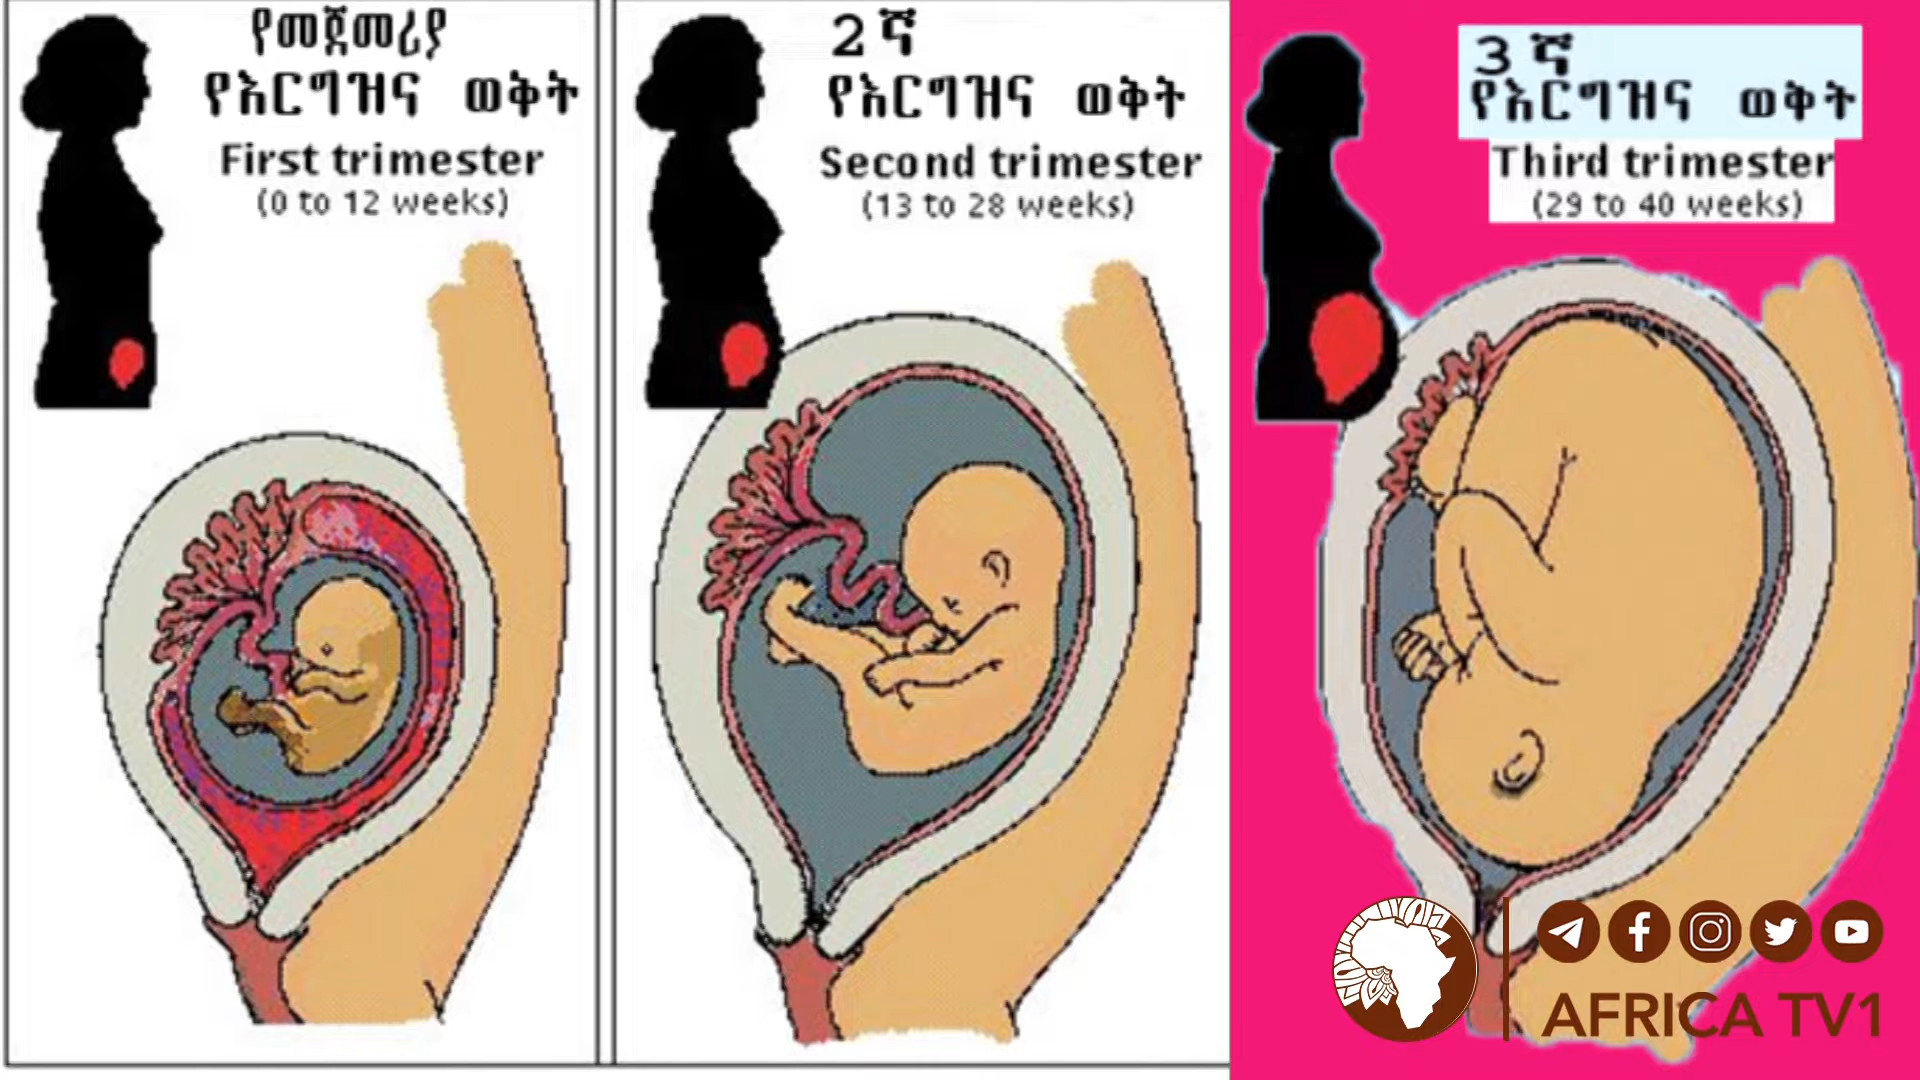 የመጀመሪያ
የእርግዝና ወቅት
First trimester
(0 to 12 weeks)
2ኛ
የእርግዝና ወቅት
Second trimester
(13 to 28 weeks)
3ኛ
የእርግዝና ወቅት
Third trimester
(29 to 40 weeks)
AFRICA TV1